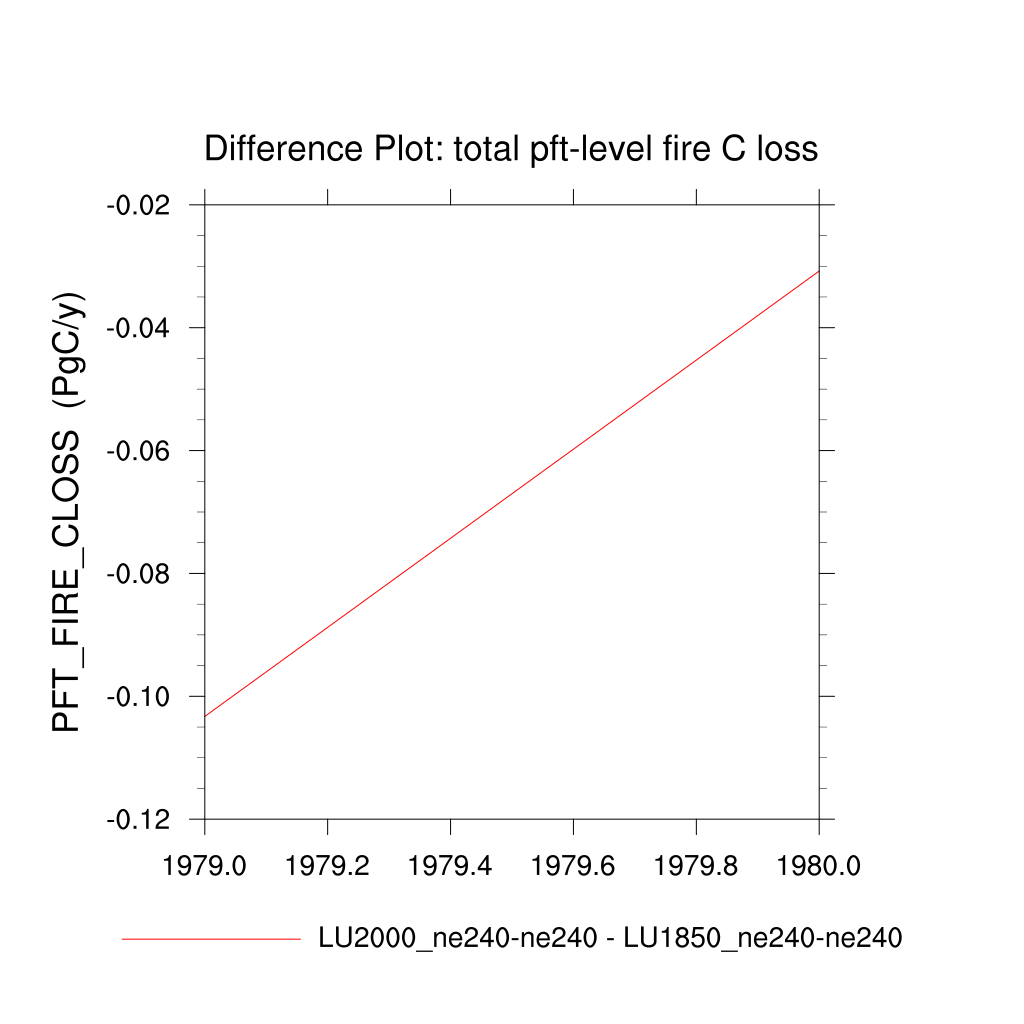 Difference Plot: total pft-level fire C loss
PFT_FIRE_CLOSS (PgC/y)
-0.02
-0.04
-0.06
-0.08
-0.10
-0.12
1979.0 1979.2 1979.4 1979.6 1979.8 1980.0
LU2000_ne240-ne240 - LU1850_ne240-ne240